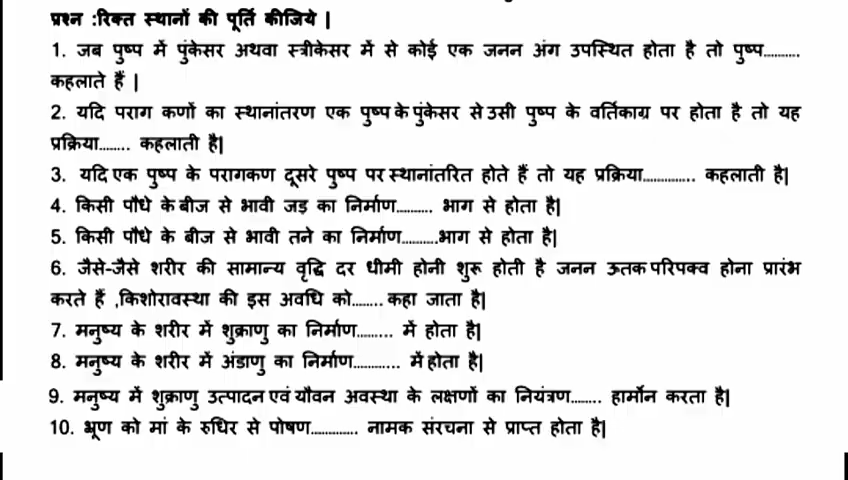 प्रश्न :रिक्त स्थानों की पूर्ति कीजिये |
1. जब पुष्प में पुंकेसर अथवा स्त्रीकेसर में से कोई एक जनन अंग उपस्थित होता है तो पुष्प..........
कहलाते हैं |
2. यदि पराग कणों का स्थानांतरण एक पुष्प के पुंकेसर से उसी पुष्प के वर्तिकाग्र पर होता है तो यह
प्रक्रिया........ कहलाती है|
3. यदि एक पुष्प के परागकण दूसरे पुष्प पर स्थानांतरित होते हैं तो यह प्रक्रिया.............. कहलाती है|
4. किसी पौधे के बीज से भावी जड़ का निर्माण.......... भाग से होता है|
5. किसी पौधे के बीज से भावी तने का निर्माण..........भाग से होता है|
6. जैसे-जैसे शरीर की सामान्य वृद्धि दर धीमी होनी शुरू होती है जनन ऊतक परिपक्व होना प्रारंभ
करते हैं ,किशोरावस्था की इस अवधि को........ कहा जाता है|
7. मनुष्य के शरीर में शुक्राणु का निर्माण.......... में होता है|
8. मनुष्य के शरीर में अंडाणु का निर्माण............. में होता है|
9. मनुष्य में शुक्राणु उत्पादन एवं यौवन अवस्था के लक्षणों का नियंत्रण........ हार्मोन करता है|
10. भ्रूण को मां के रुधिर से पोषण............. नामक संरचना से प्राप्त होता है|